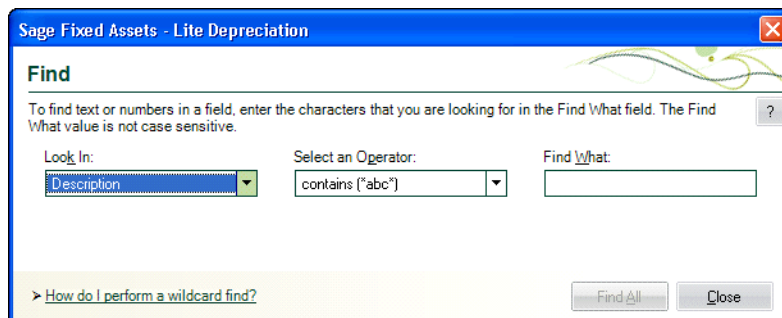 Sage Fixed Assets - Lite Depreciation
Find
To find text or numbers in a field, enter the characters that you are looking for in the Find What field. The Find
What value is not case sensitive.
?
Look In: Select an Operator: Find What:
Description contains (*abc*)
➤ How do I perform a wildcard find? Find All Close